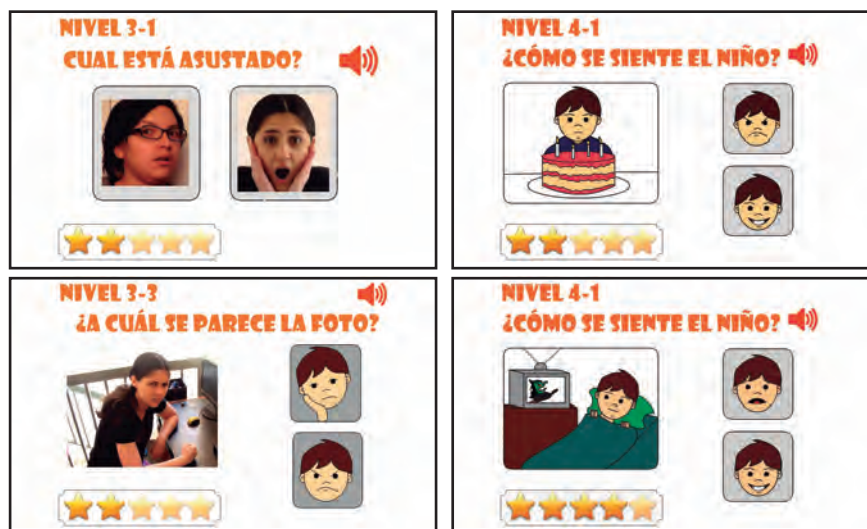 NIVEL 3-1
CUAL ESTÁ ASUSTADO?
NIVEL 4-1
¿CÓMO SE SIENTE EL NIÑO?
NIVEL 3-3
¿A CUÁL SE PARECE LA FOTO?
NIVEL 4-1
¿CÓMO SE SIENTE EL NIÑO?